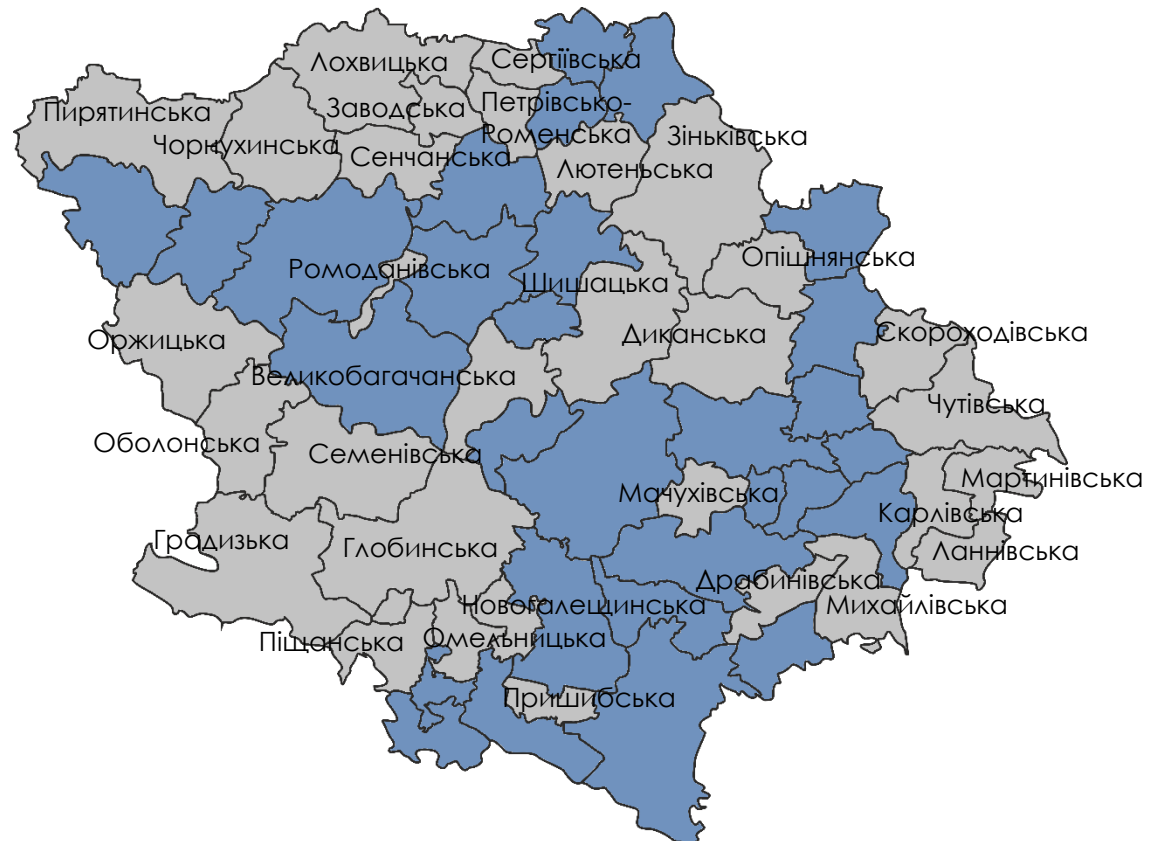 Лохвицька
Сергіївська
Пирятинська
Заводська
Петрівсько-
Роменська
Зіньківська
Чорнухинська
Сенчанська
Лютенська
Ромоданівська
Шишацька
Опішнянська
Оржицька
Диканська
Скороходівська
Великобагачанська
Чутівська
Оболонська
Семенівська
Мачухівська
Мартинівська
Карлівська
Градизька
Глобинська
Ланнівська
Драбинівська
Новогалещинська
Михайлівська
Піщанська
Омельницька
Пришибська